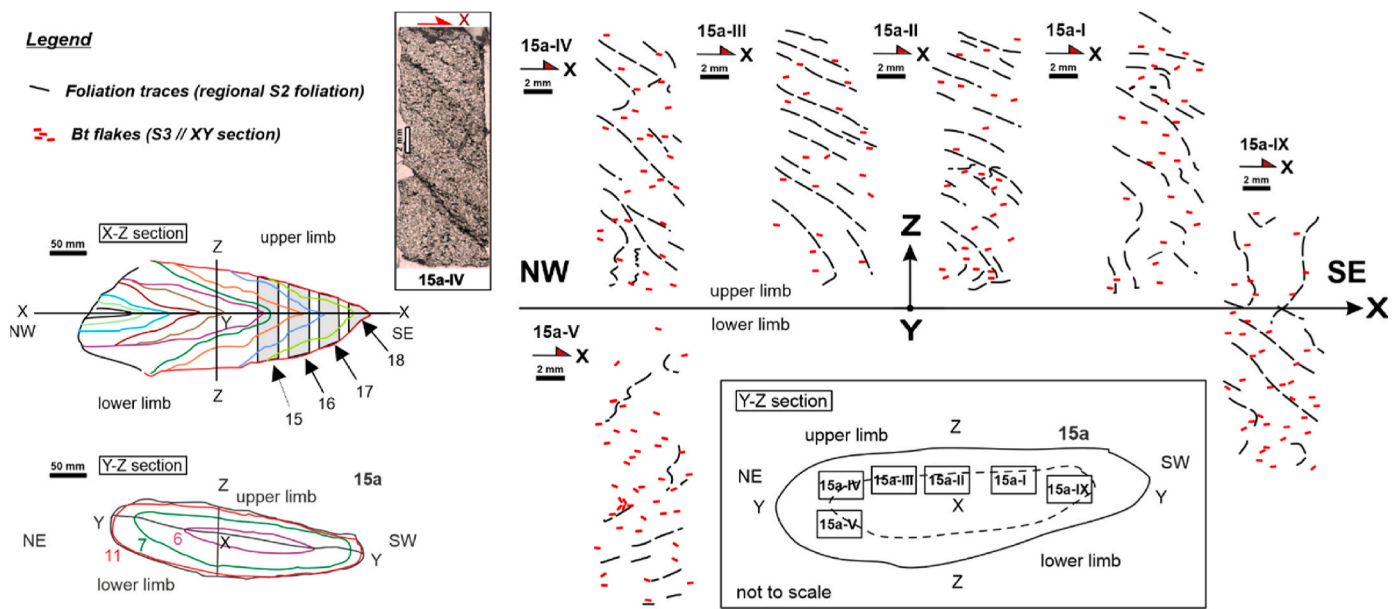 Legend
Foliation traces (regional S2 foliation)
Bt flakes (S3 // XY section)
X
2 mm
15a-IV
15a-IV
X
2 mm
15a-III
X
2 mm
15a-II
X
2 mm
15a-I
X
2 mm
15a-IX
X
2 mm
Z
NW
SE
upper limb
lower limb
X
Y
15a-V
X
2 mm
50 mm
X-Z section
Z
upper limb
X
X
NW
Y
SE
Z
lower limb
15
16
17
18
50 mm
Y-Z section
15a
Z
upper limb
Y
NE
11
7
6
X
SW
Y
lower limb
Y-Z section
upper limb
Z
15a
NE
SW
Y
Y
15a-IV
15a-III
15a-II
15a-I
15a-IX
X
15a-V
lower limb
Z
not to scale